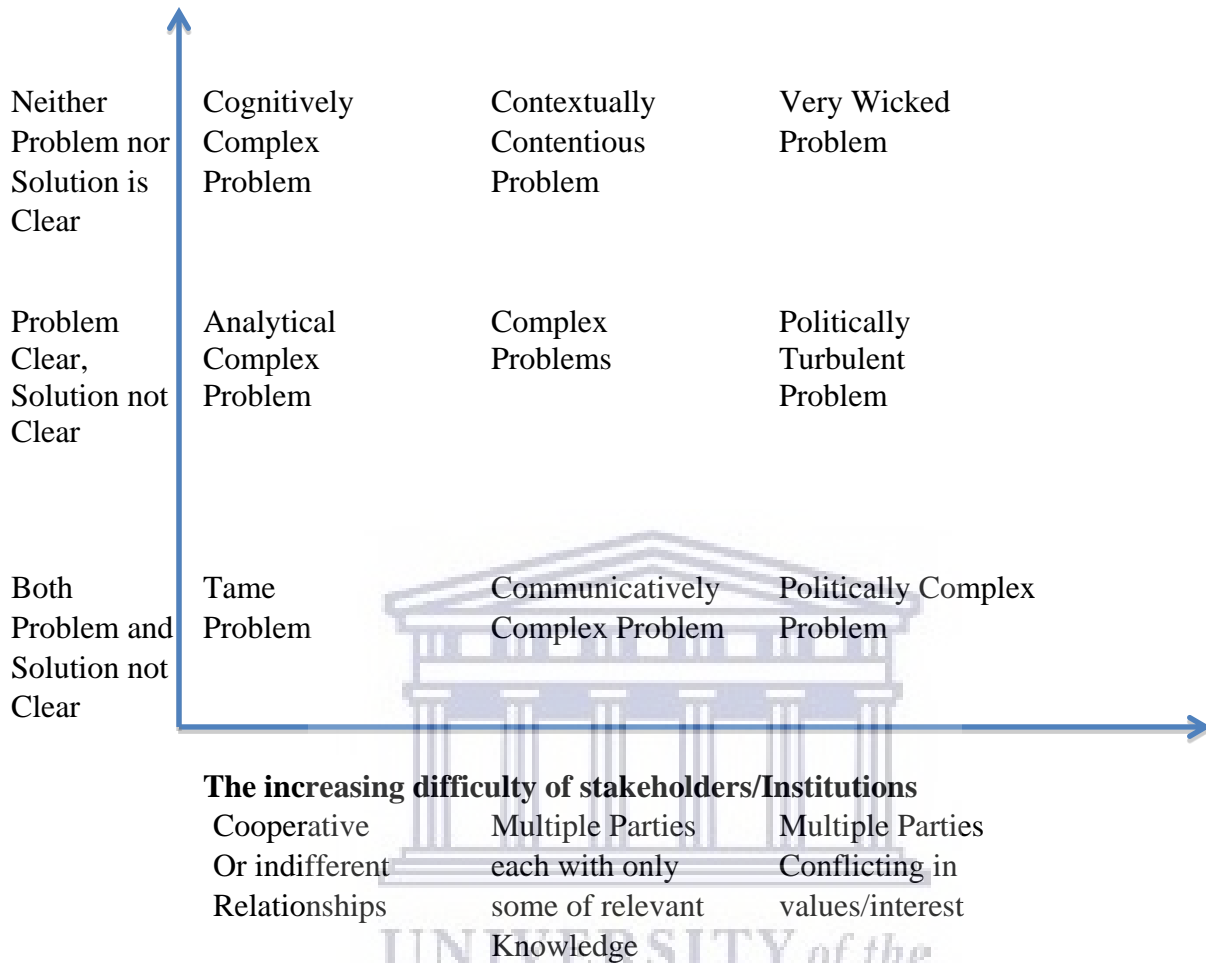 Neither
Problem nor
Solution is
Clear
Cognitively
Complex
Problem
Contextually
Contentious
Problem
Very Wicked
Problem
Problem
Clear,
Solution not
Clear
Analytical
Complex
Problem
Complex
Problems
Politically
Turbulent
Problem
Both
Problem and
Solution not
Clear
Tame
Problem
Communicatively
Complex Problem
Politically Complex
Problem
The increasing difficulty of stakeholders/Institutions
Cooperative
Or indifferent
Relationships
Multiple Parties
each with only
some of relevant
Knowledge
Multiple Parties
Conflicting in
values/interest
UNIVERSITY of the